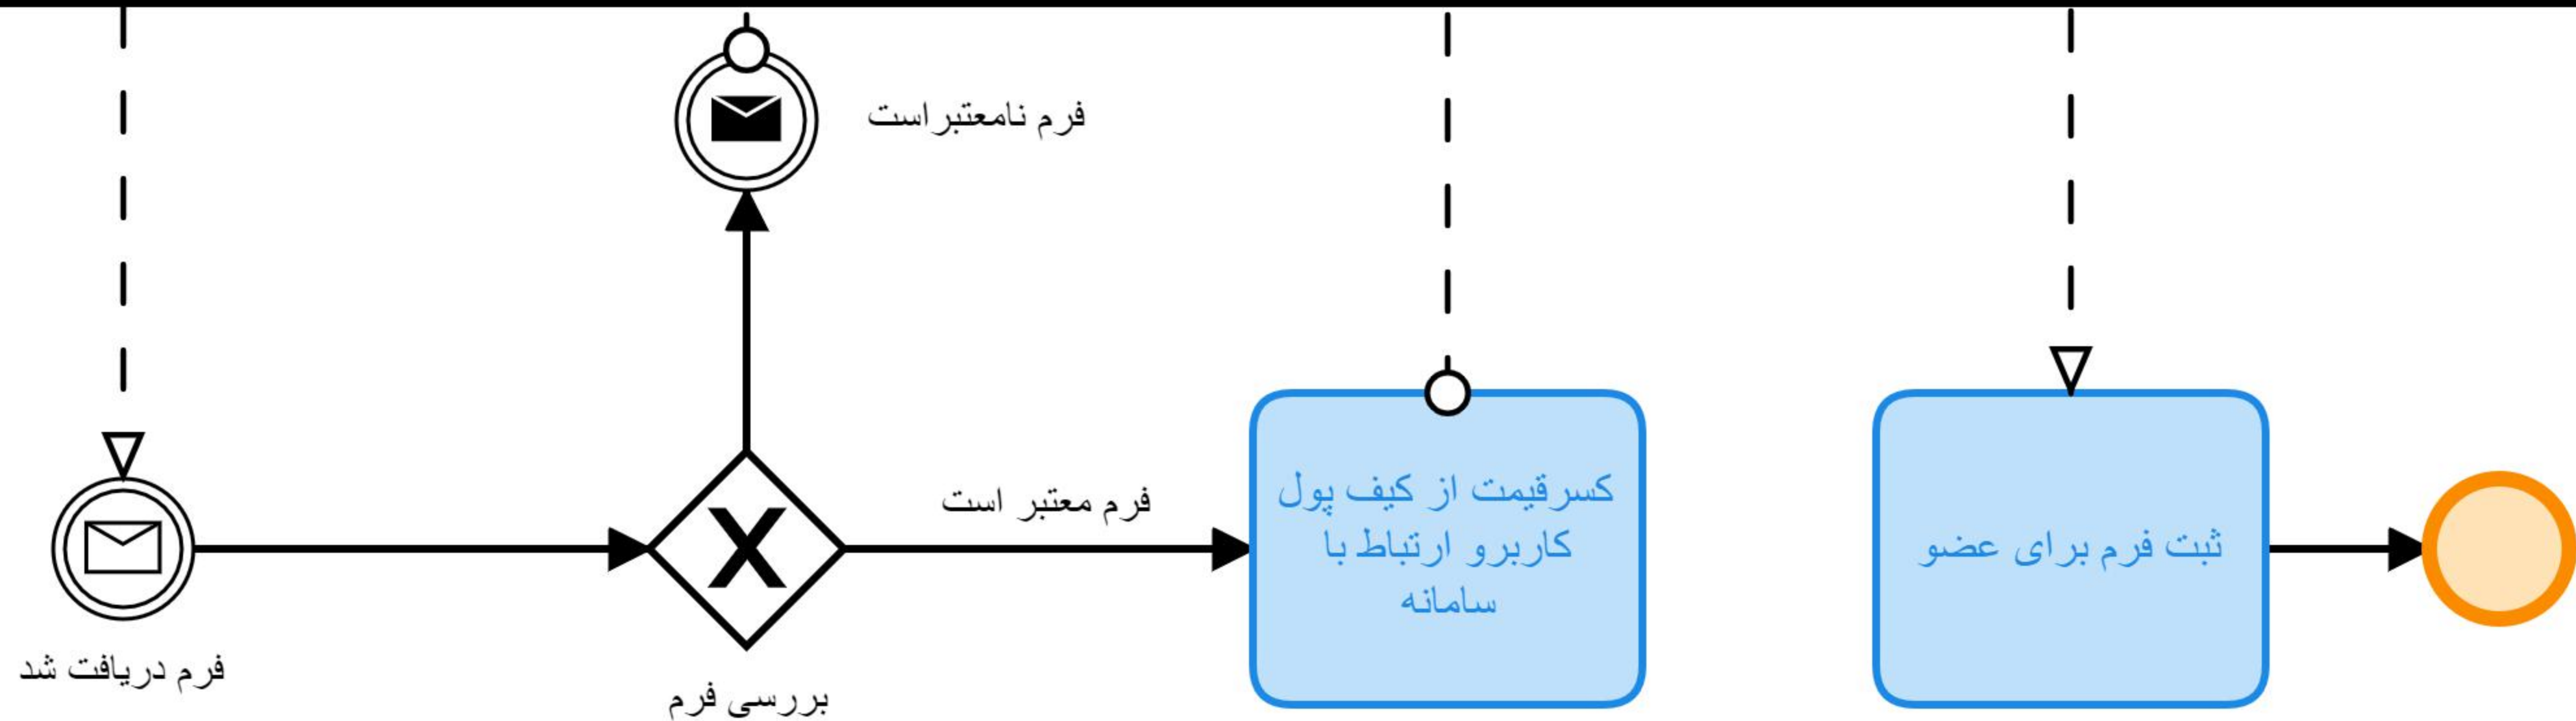 فرم نامعتبراست
فرم معتبر است
کسرقیمت از کیف پول
کاربرو ارتباط با
سامانه
ثبت فرم برای عضو
فرم دریافت شد
بررسی فرم